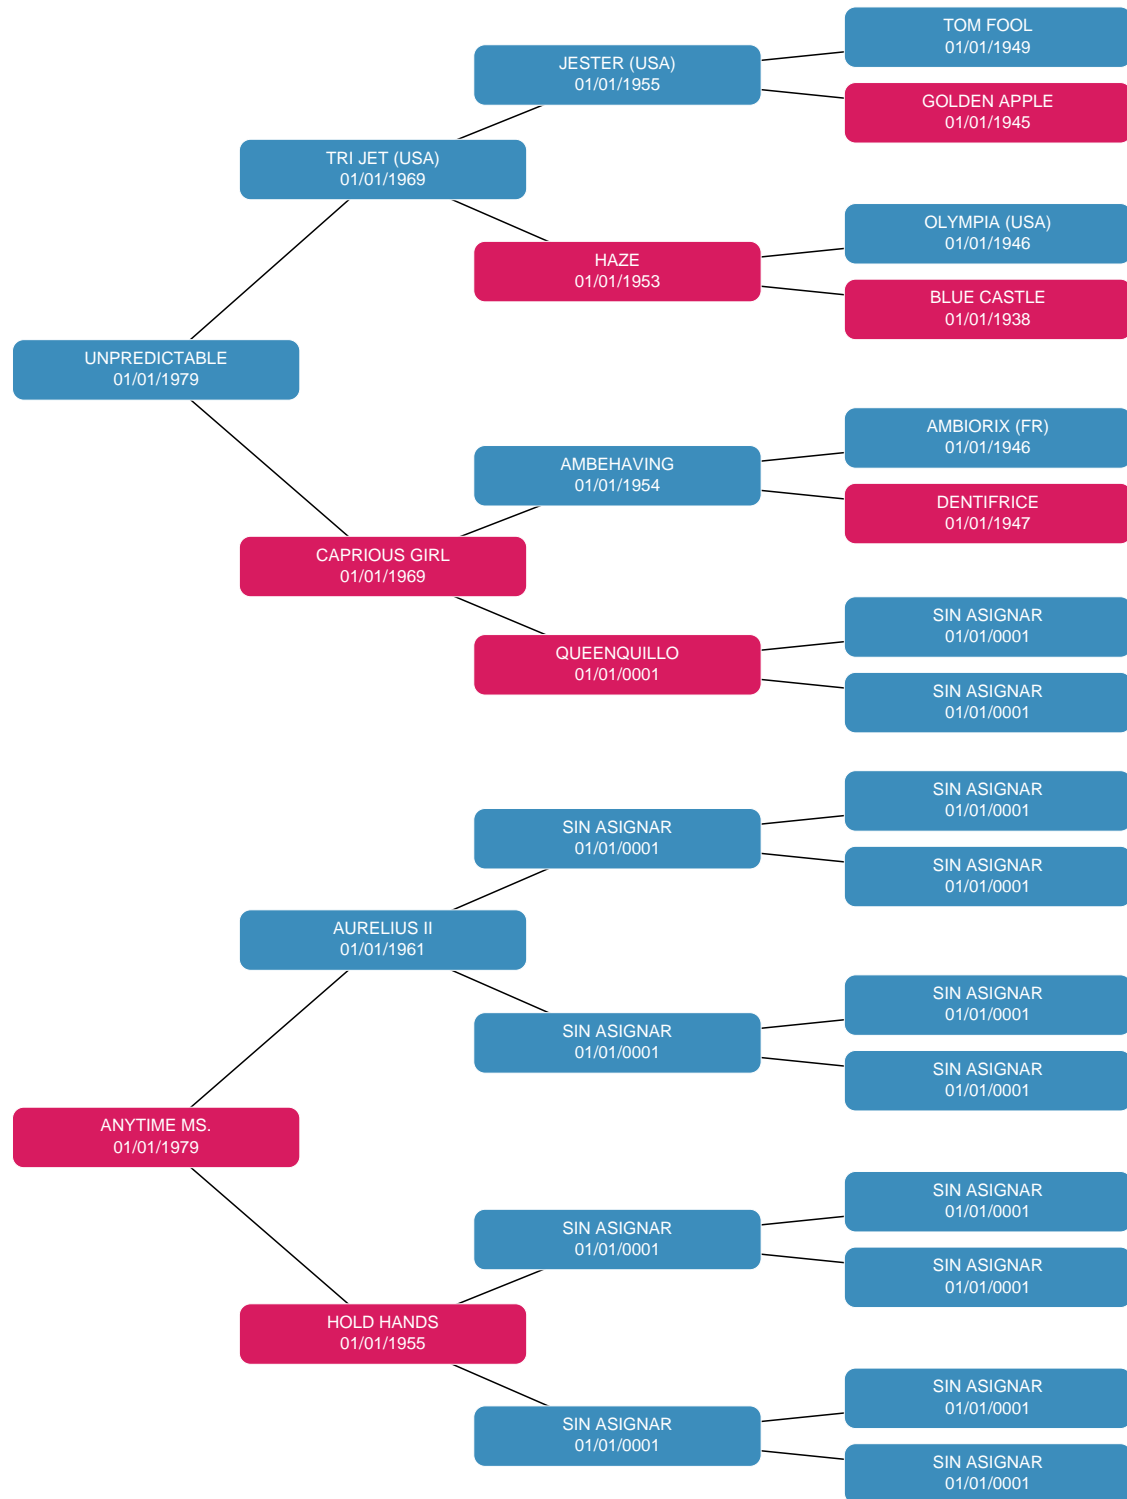 TOM FOOL
01/01/1949
JESTER (USA)
01/01/1955
GOLDEN APPLE
01/01/1945
TRI JET (USA)
01/01/1969
OLYMPIA (USA)
01/01/1946
HAZE
01/01/1953
BLUE CASTLE
01/01/1938
UNPREDICTABLE
01/01/1979
AMBIORIX (FR)
01/01/1946
AMBEHAVING
01/01/1954
DENTIFRICE
01/01/1947
CAPRIOUS GIRL
01/01/1969
SIN ASIGNAR
01/01/0001
QUEENQUILLO
01/01/0001
SIN ASIGNAR
01/01/0001
SIN ASIGNAR
01/01/0001
SIN ASIGNAR
01/01/0001
SIN ASIGNAR
01/01/0001
AURELIUS II
01/01/1961
SIN ASIGNAR
01/01/0001
SIN ASIGNAR
01/01/0001
SIN ASIGNAR
01/01/0001
ANYTIME MS.
01/01/1979
SIN ASIGNAR
01/01/0001
SIN ASIGNAR
01/01/0001
SIN ASIGNAR
01/01/0001
HOLD HANDS
01/01/1955
SIN ASIGNAR
01/01/0001
SIN ASIGNAR
01/01/0001
SIN ASIGNAR
01/01/0001